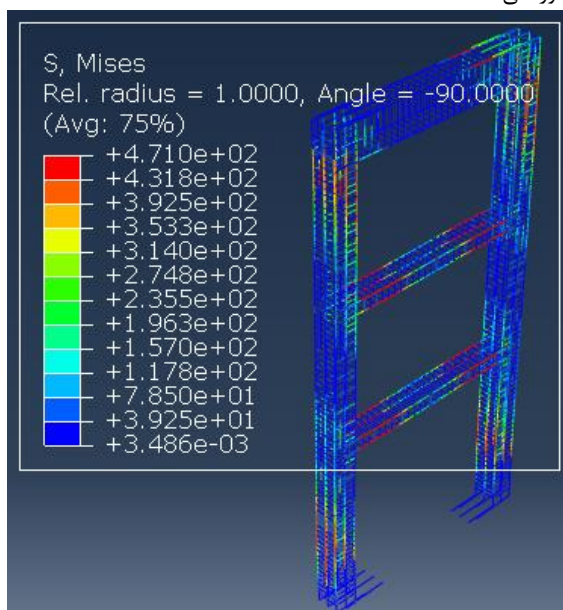 S, Mises
Rel. radius = 1.0000, Angle = -90.0000
(Avg: 75%)
+4.710e+02
+4.318e+02
+3.925e+02
+3.533e+02
+3.140e+02
+2.748e+02
+2.355e+02
+1.963e+02
+1.570e+02
+1.178e+02
+7.850e+01
+3.925e+01
+3.486e-03